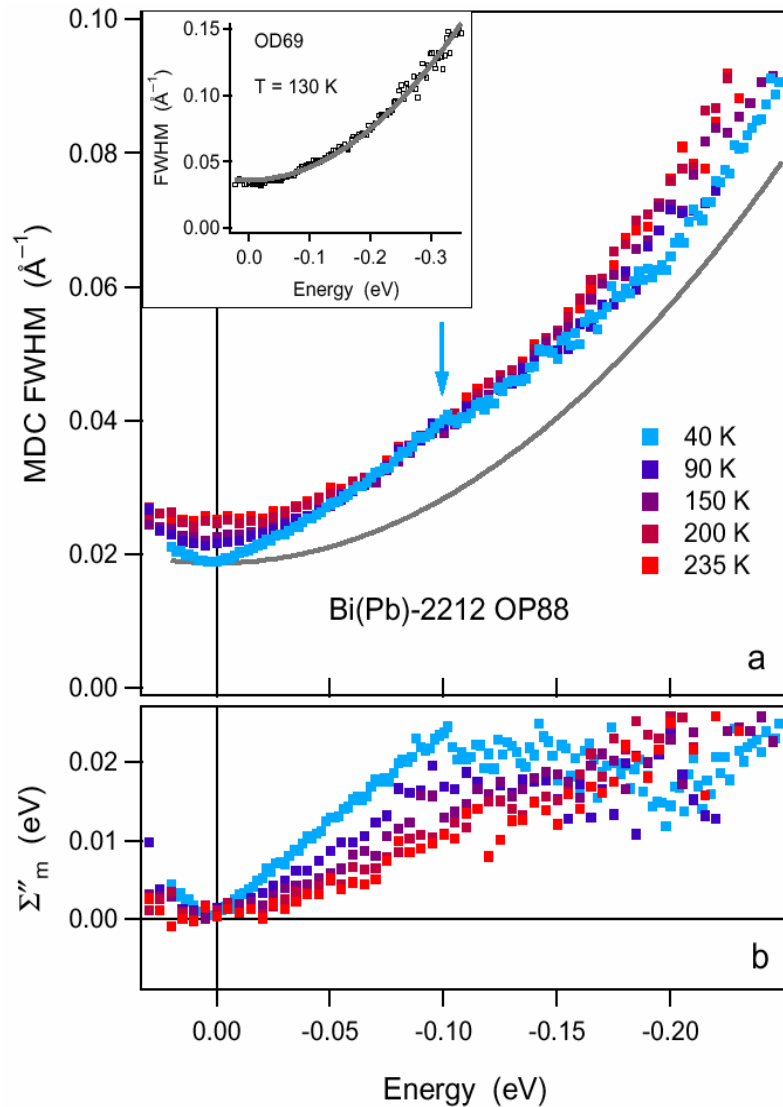 0.10
0.08
0.06
0.04
0.02
0.00
MDC FWHM (Å⁻¹)
0.15
0.10
0.05
0.00
FWHM (Å⁻¹)
OD69
T = 130 K
0.0 -0.1 -0.2 -0.3
Energy (eV)
40 K
90 K
150 K
200 K
235 K
Bi(Pb)-2212 OP88
a
0.02
0.01
0.00
Σ″m (eV)
b
0.00 -0.05 -0.10 -0.15 -0.20
Energy (eV)